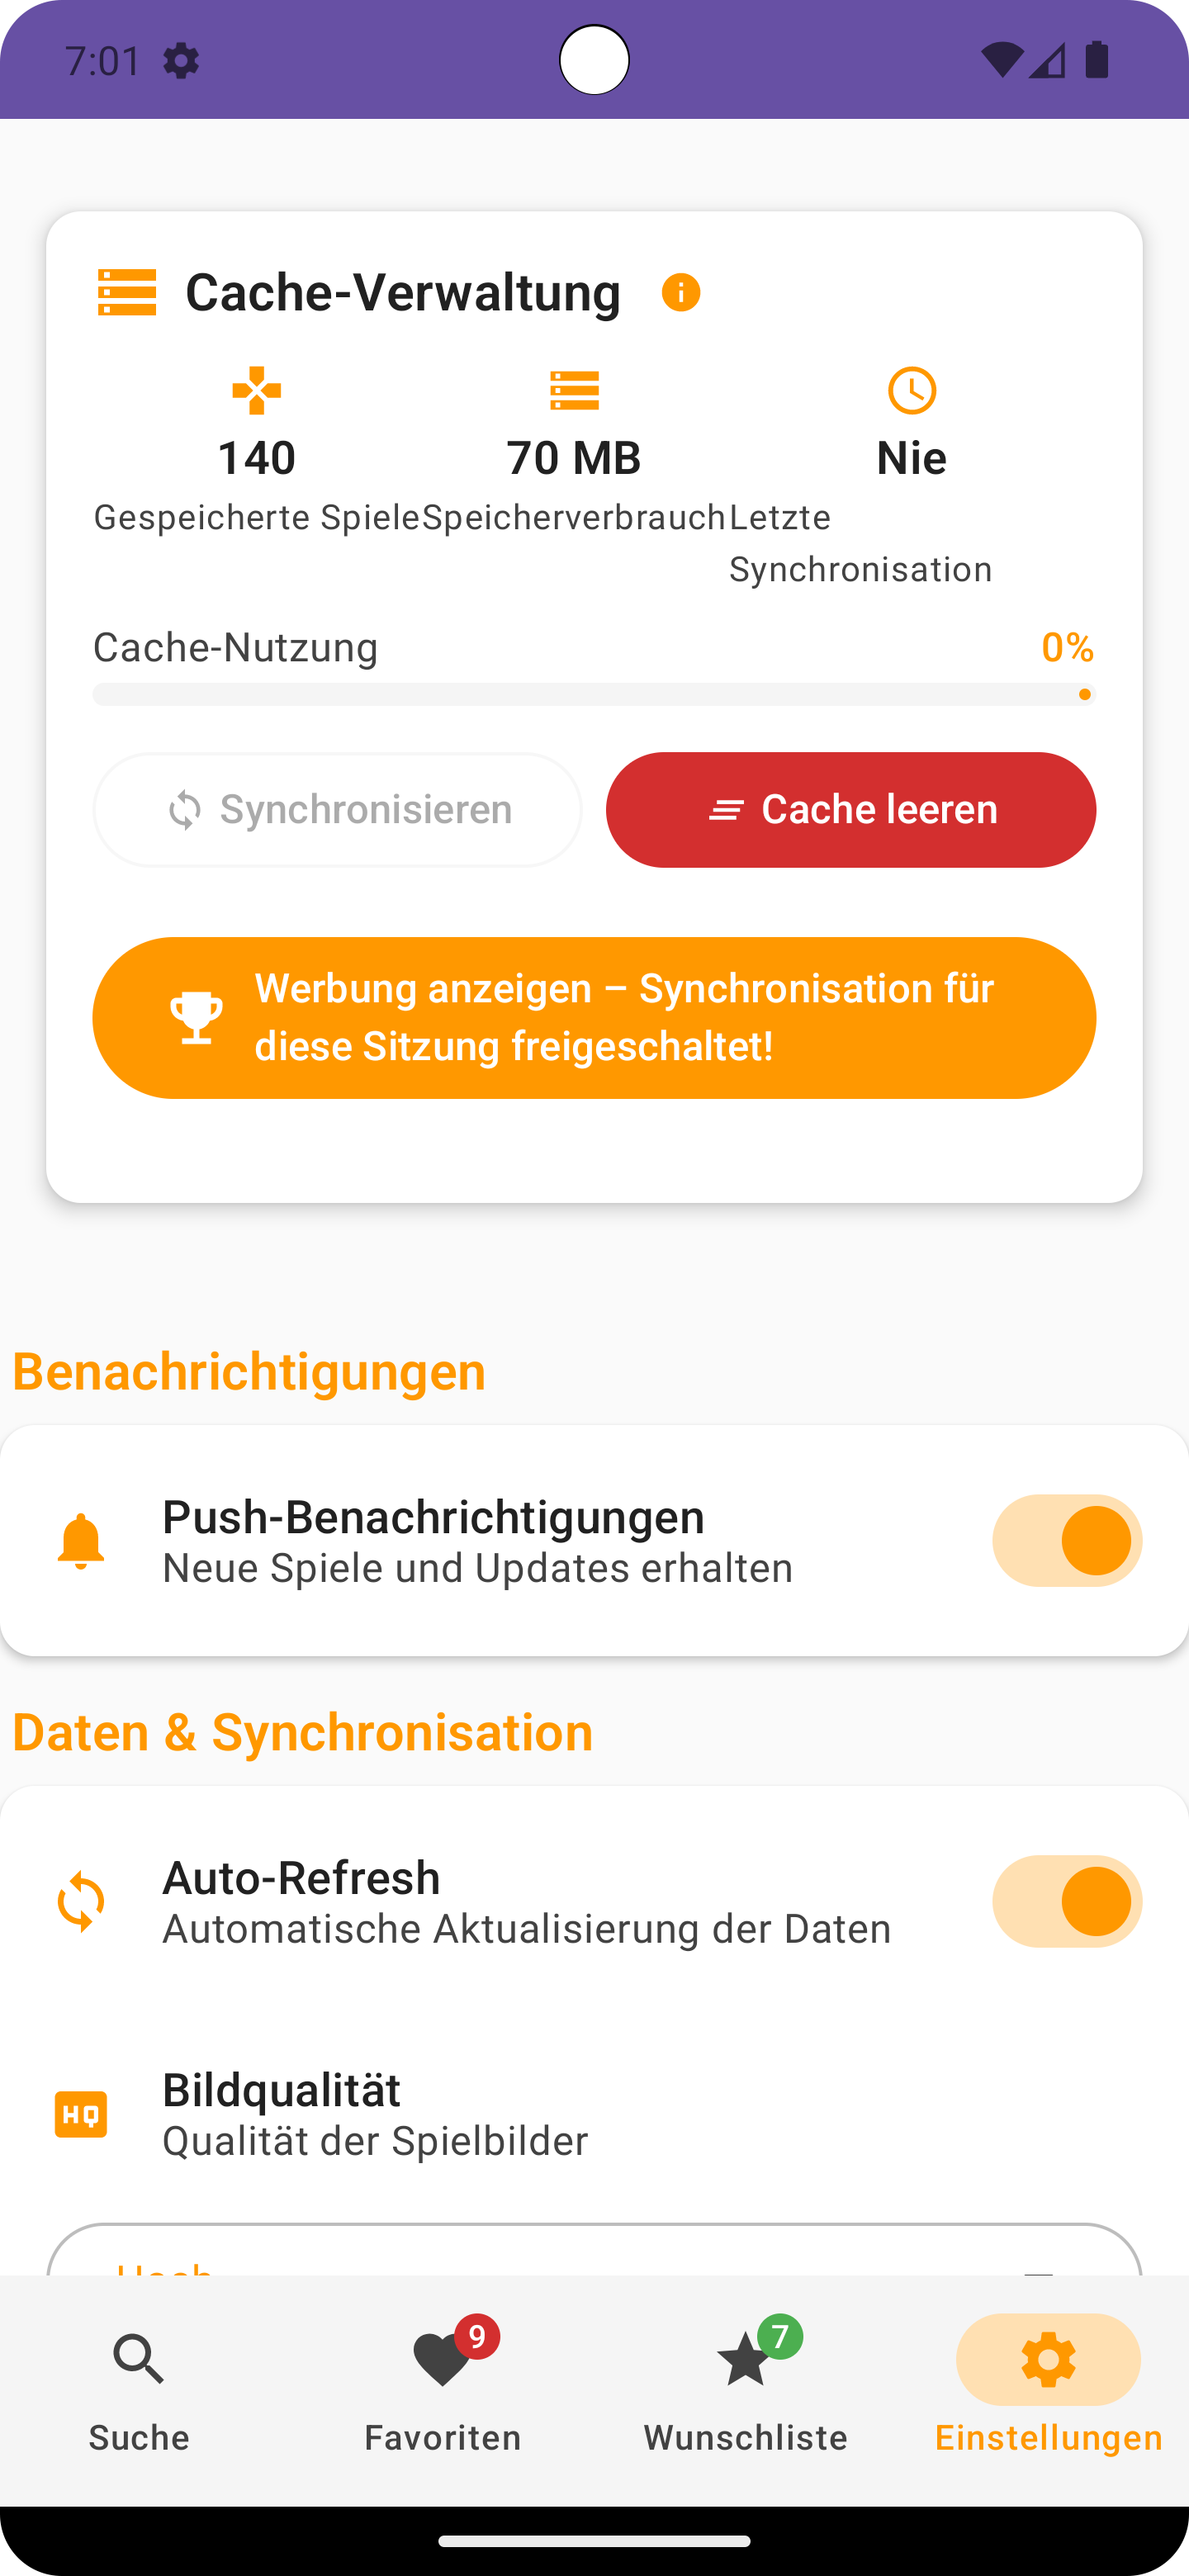 7:01
Cache-Verwaltung
140
70 MB
Nie
Gespeicherte Spiele
Speicherverbrauch
Letzte
Synchronisation
Cache-Nutzung
0%
Synchronisieren
Cache leeren
Werbung anzeigen – Synchronisation für
diese Sitzung freigeschaltet!
Benachrichtigungen
Push-Benachrichtigungen
Neue Spiele und Updates erhalten
Daten & Synchronisation
Auto-Refresh
Automatische Aktualisierung der Daten
HQ
Bildqualität
Qualität der Spielbilder
9
7
Suche
Favoriten
Wunschliste
Einstellungen